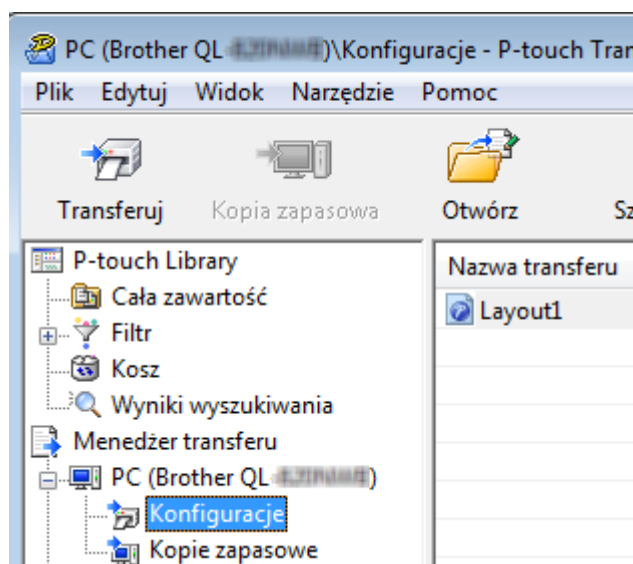 PC (Brother QL- )\Konfiguracje - P-touch Tran
Plik Edytuj Widok Narzędzie Pomoc
Transferuj Kopia zapasowa Otwórz Sz
P-touch Library
Cała zawartość
Filtr
Kosz
Wyniki wyszukiwania
Menedżer transferu
PC (Brother QL- )
Konfiguracje
Kopie zapasowe
Nazwa transferu
Layout1